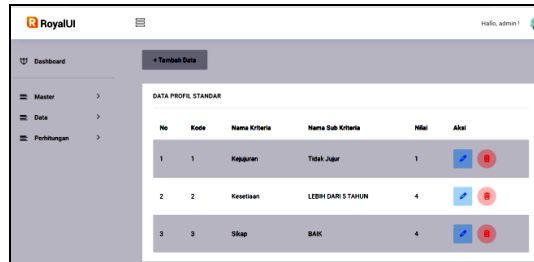 RoyalUI
Hallo, admin !
Dashboard
+ Tambah Data
Master
Data
Perhitungan
DATA PROFIL STANDAR
No Kode Nama Kriteria Nama Sub Kriteria Nilai Aksi
1 1 Kejujuran Tidak Jujur 1
2 2 Kesetiaan LEBIH DARI 5 TAHUN 4
3 3 Sikap BAIK 4